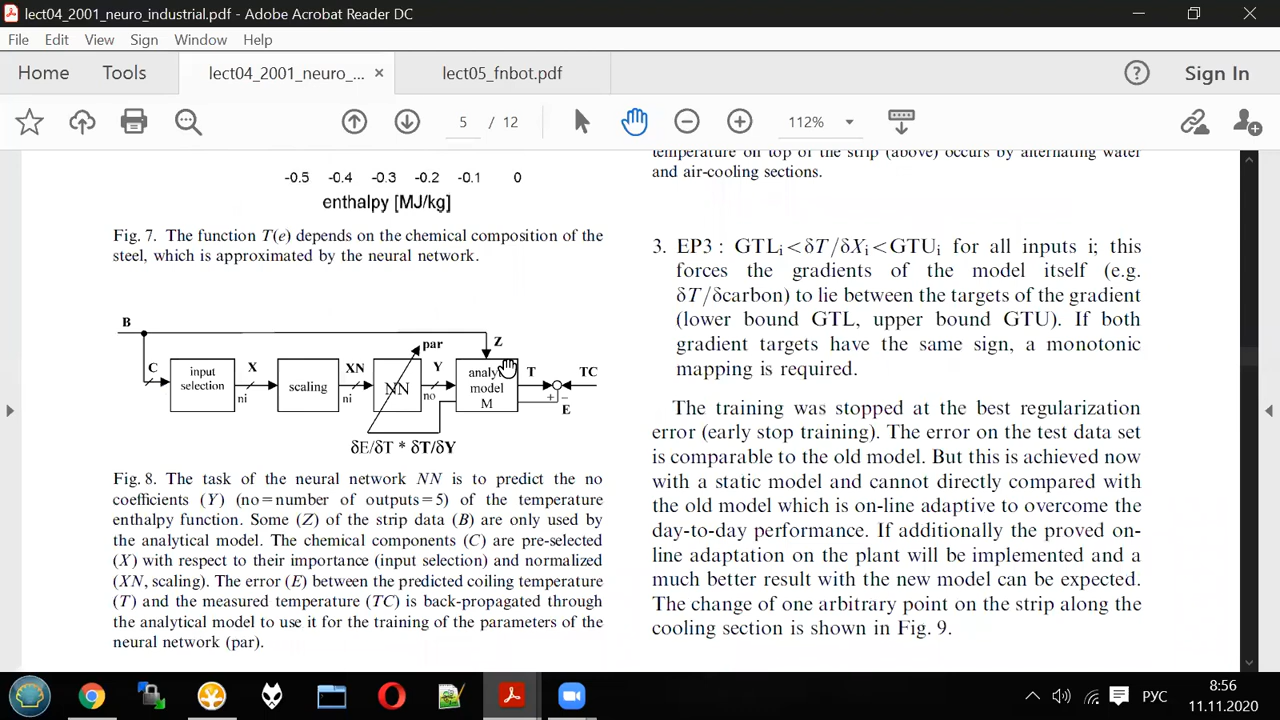 lect04_2001_neuro_industrial.pdf - Adobe Acrobat Reader DC
File Edit View Sign Window Help
Home Tools lect04_2001_neuro_... × lect05_fnbot.pdf Sign In
5 / 12 112%
-0.5 -0.4 -0.3 -0.2 -0.1 0
enthalpy [MJ/kg]
Fig. 7. The function T(e) depends on the chemical composition of the
steel, which is approximated by the neural network.
B
C
input
selection
X
ni
scaling
XN
ni
NN
par
Y
no
Z
model
M
T
TC
+ −
E
δE/δT * δT/δY
Fig. 8. The task of the neural network NN is to predict the no
coefficients (Y) (no=number of outputs=5) of the temperature
enthalpy function. Some (Z) of the strip data (B) are only used by
the analytical model. The chemical components (C) are pre-selected
(X) with respect to their importance (input selection) and normalized
(XN, scaling). The error (E) between the predicted coiling temperature
(T) and the measured temperature (TC) is back-propagated through
the analytical model to use it for the training of the parameters of the
neural network (par).
temperature on top of the strip (above) occurs by alternating water
and air-cooling sections.
3. EP3 : GTLi<δT/δXi<GTUi for all inputs i; this
forces the gradients of the model itself (e.g.
δT/δcarbon) to lie between the targets of the gradient
(lower bound GTL, upper bound GTU). If both
gradient targets have the same sign, a monotonic
mapping is required.
The training was stopped at the best regularization
error (early stop training). The error on the test data set
is comparable to the old model. But this is achieved now
with a static model and cannot directly compared with
the old model which is on-line adaptive to overcome the
day-to-day performance. If additionally the proved on-
line adaptation on the plant will be implemented and a
much better result with the new model can be expected.
The change of one arbitrary point on the strip along the
cooling section is shown in Fig. 9.
РУС
8:56
11.11.2020